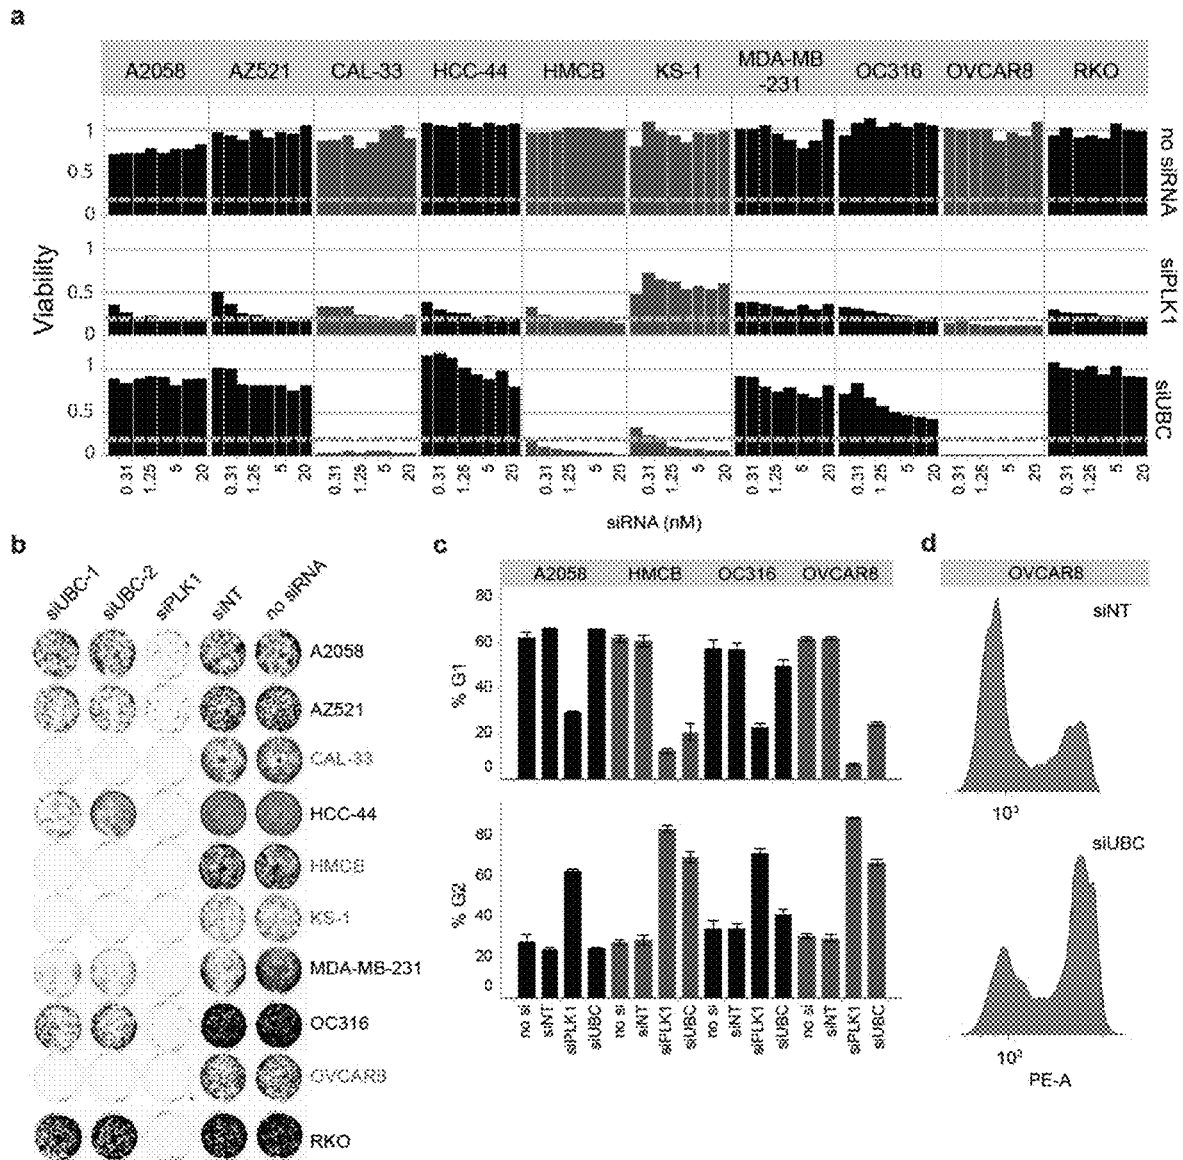 a
A2058 AZ521 CAL-33 HCC-44 HMCB KS-1 MDA-MB-231 OC316 OVCAR8 RKO
Viability
1
0.5
0
no siRNA
1
0.5
0
siPLK1
1
0.5
0
siUBC
0.31 1.25 5 20 0.31 1.25 5 20 0.31 1.25 5 20 0.31 1.25 5 20 0.31 1.25 5 20 0.31 1.25 5 20 0.31 1.25 5 20 0.31 1.25 5 20 0.31 1.25 5 20 0.31 1.25 5 20
siRNA (nM)
b
siUBC-1 siUBC-2 siPLK1 siNT no siRNA
A2058
AZ521
CAL-33
HCC-44
HMCB
KS-1
MDA-MB-231
OC316
OVCAR8
RKO
c
A2058 HMCB OC316 OVCAR8
% G1
80
60
40
20
0
% G2
80
60
40
20
0
no si siNT siPLK1 siUBC no si siNT siPLK1 siUBC no si siNT siPLK1 siUBC no si siNT siPLK1 siUBC
d
OVCAR8
siNT
10³
siUBC
10³
PE-A